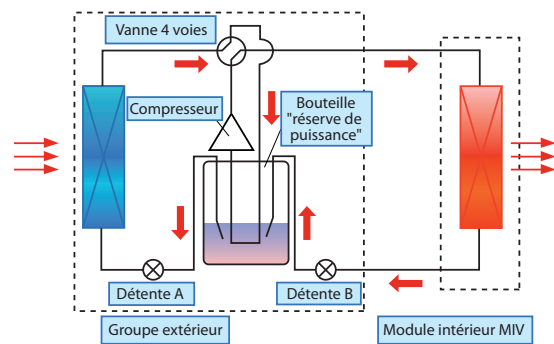 Vanne 4 voies
Compresseur
Bouteille
"réserve de
puissance"
Détente A
Détente B
Groupe extérieur
Module intérieur MIV